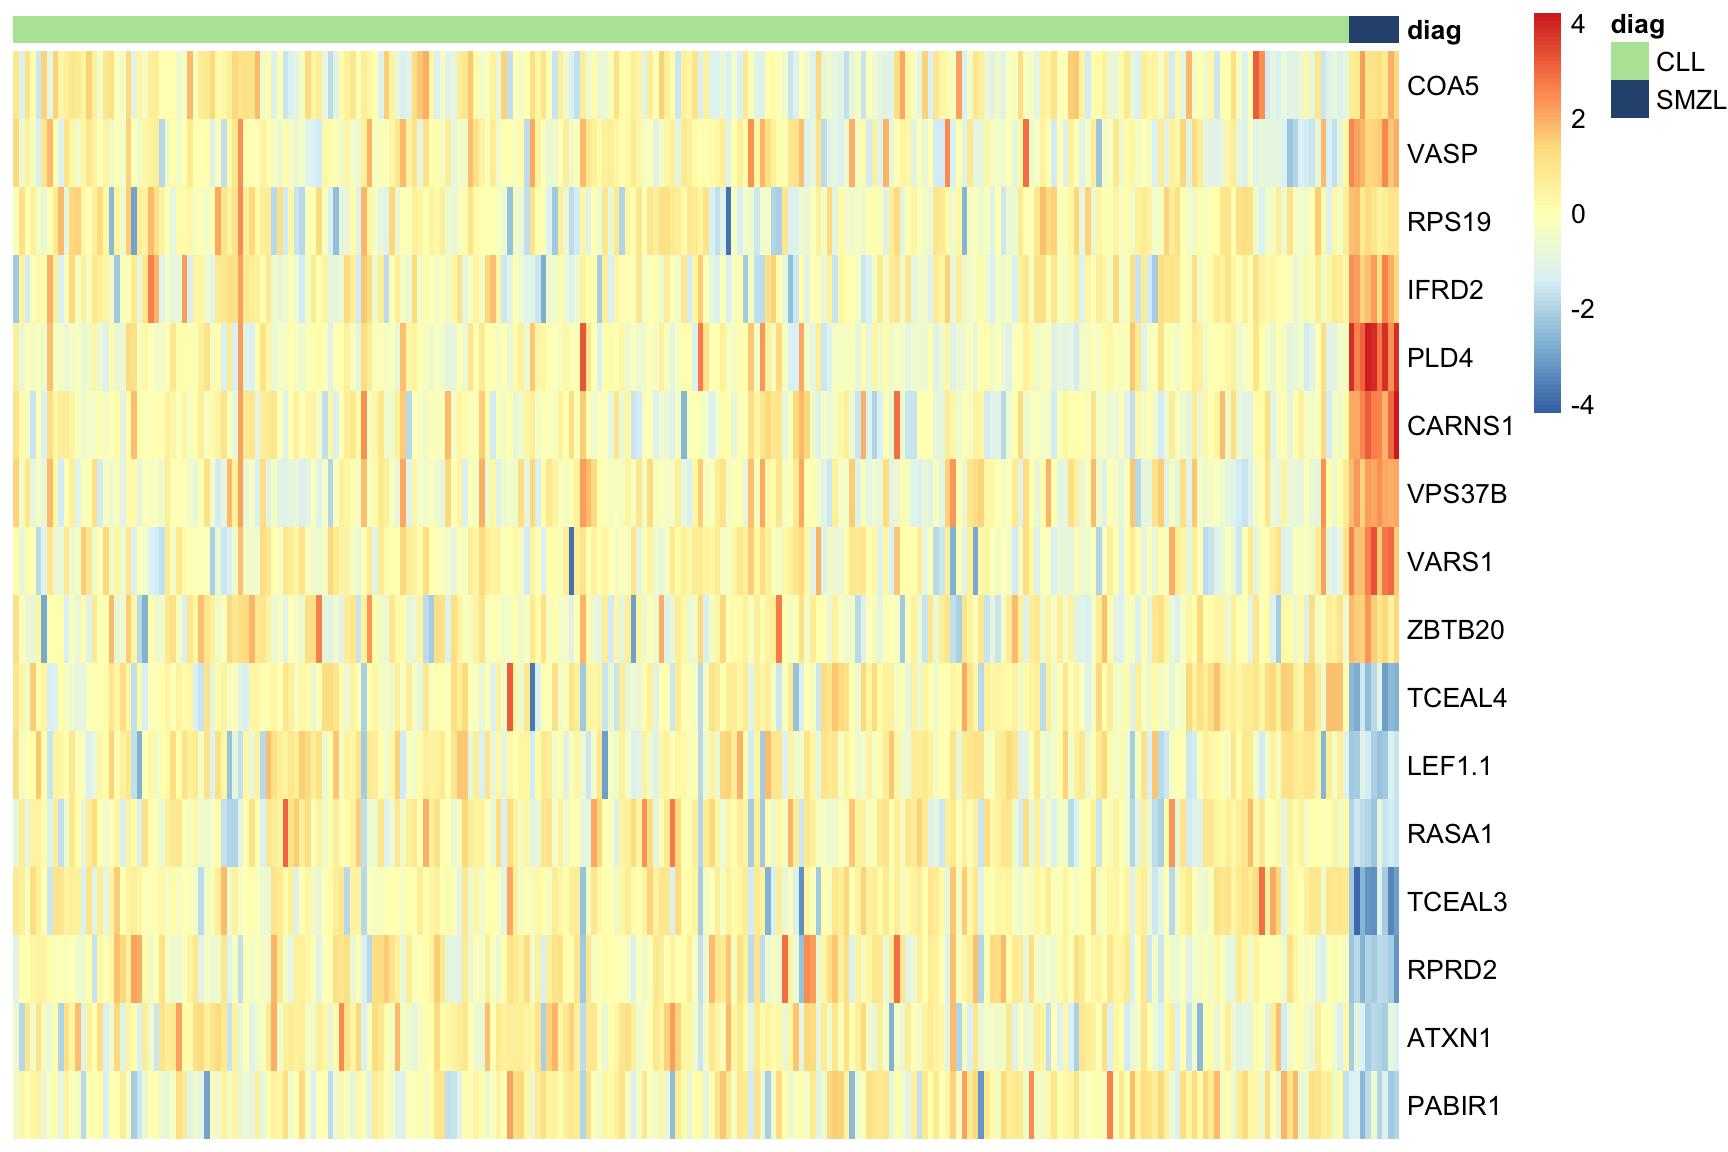 diag
COA5
VASP
RPS19
IFRD2
PLD4
CARNS1
VPS37B
VARS1
ZBTB20
TCEAL4
LEF1.1
RASA1
TCEAL3
RPRD2
ATXN1
PABIR1
4
2
0
-2
-4
diag
CLL
SMZL